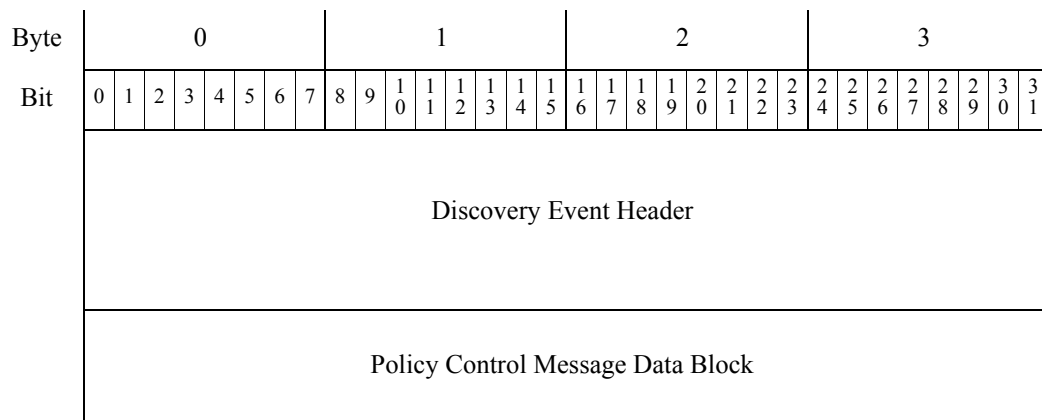 Byte 0 1 2 3
Bit 0 1 2 3 4 5 6 7 8 9 10 11 12 13 14 15 16 17 18 19 20 21 22 23 24 25 26 27 28 29 30 31
Discovery Event Header
Policy Control Message Data Block